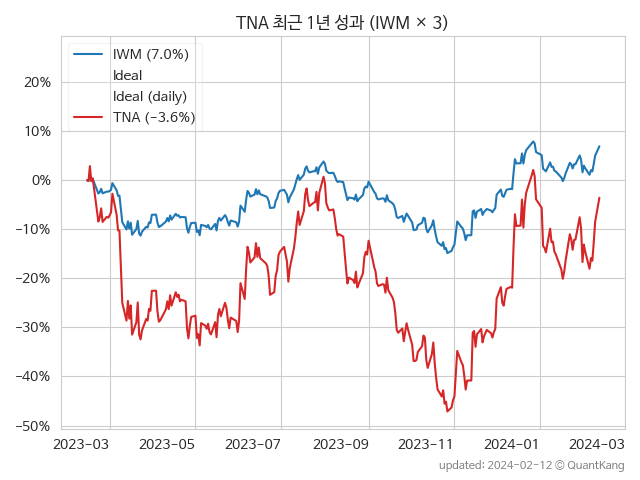 TNA 최근 1년 성과 (IWM × 3)
IWM (7.0%)
Ideal
Ideal (daily)
TNA (−3.6%)
20%
10%
0%
−10%
−20%
−30%
−40%
−50%
2023-03 2023-05 2023-07 2023-09 2023-11 2024-01 2024-03
updated: 2024-02-12 © QuantKang